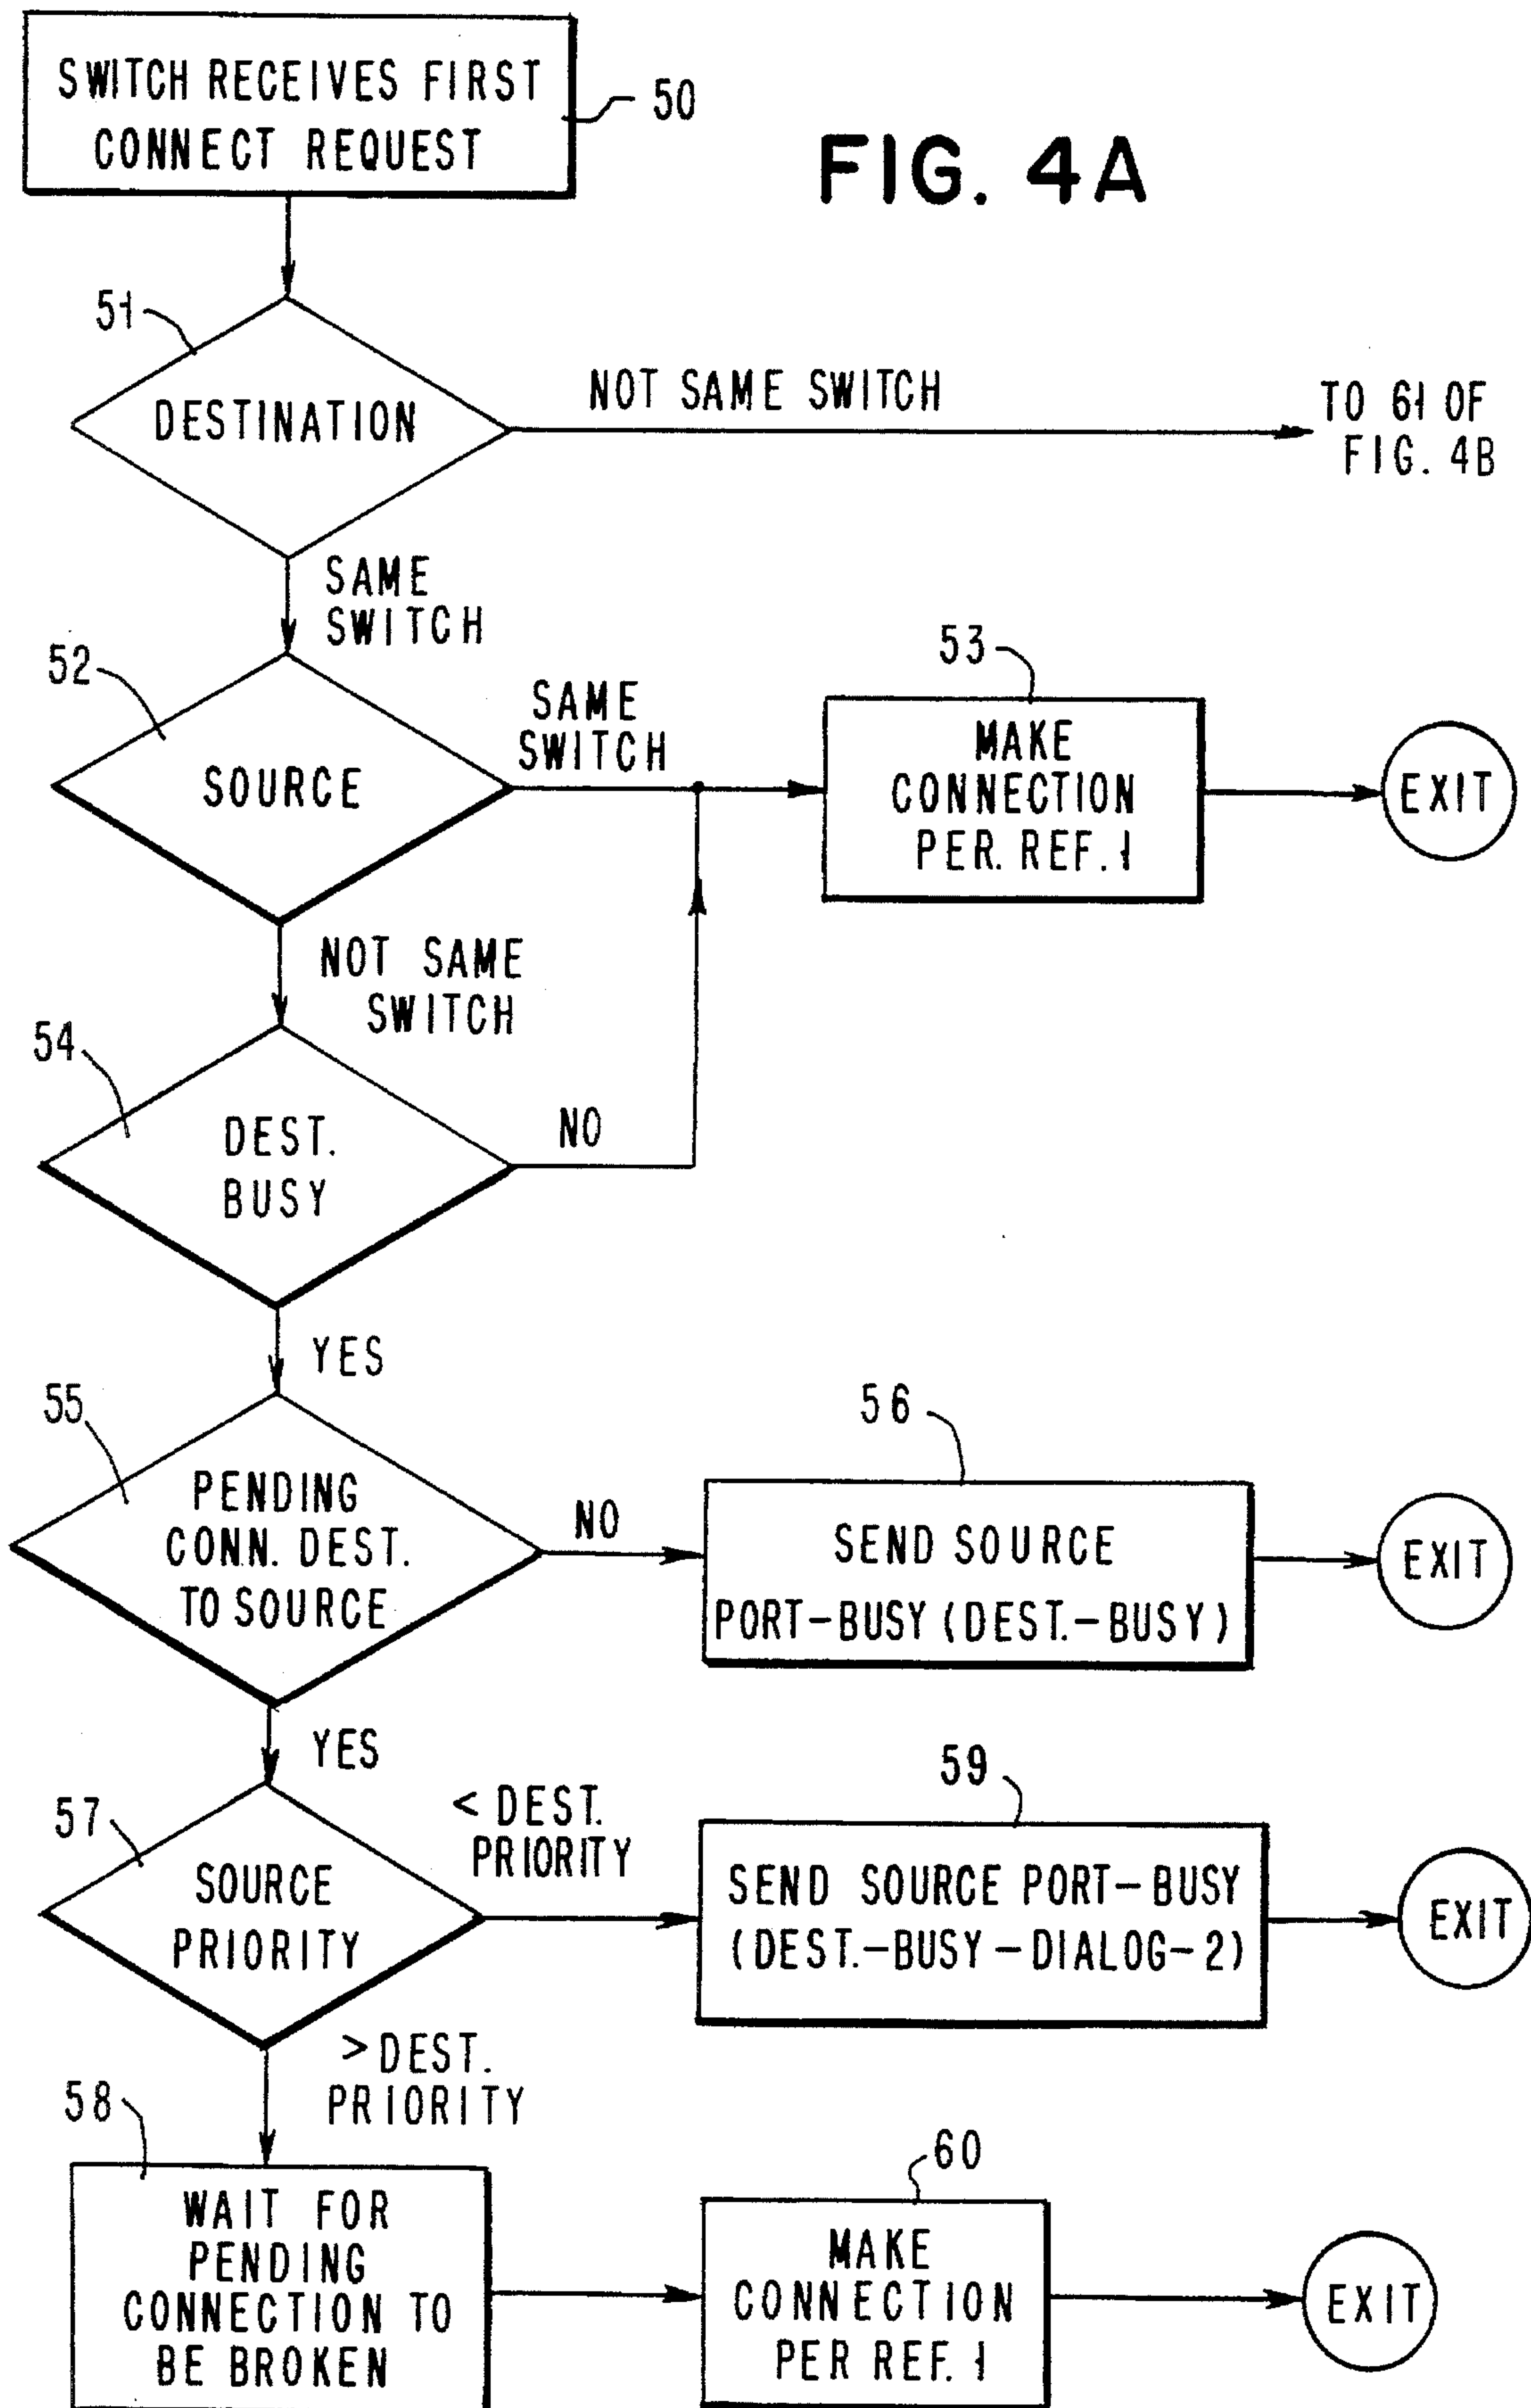 SWITCH RECEIVES FIRST
CONNECT REQUEST
50
FIG. 4A
51
DESTINATION
NOT SAME SWITCH
TO 61 OF
FIG. 4B
SAME
SWITCH
52
SOURCE
SAME
SWITCH
53
MAKE
CONNECTION
PER. REF. 1
EXIT
NOT SAME
SWITCH
54
DEST.
BUSY
NO
YES
55
PENDING
CONN. DEST.
TO SOURCE
NO
56
SEND SOURCE
PORT-BUSY (DEST.-BUSY)
EXIT
YES
57
SOURCE
PRIORITY
< DEST.
PRIORITY
59
SEND SOURCE PORT-BUSY
(DEST.-BUSY-DIALOG-2)
EXIT
> DEST.
PRIORITY
58
WAIT FOR
PENDING
CONNECTION TO
BE BROKEN
60
MAKE
CONNECTION
PER REF. 1
EXIT